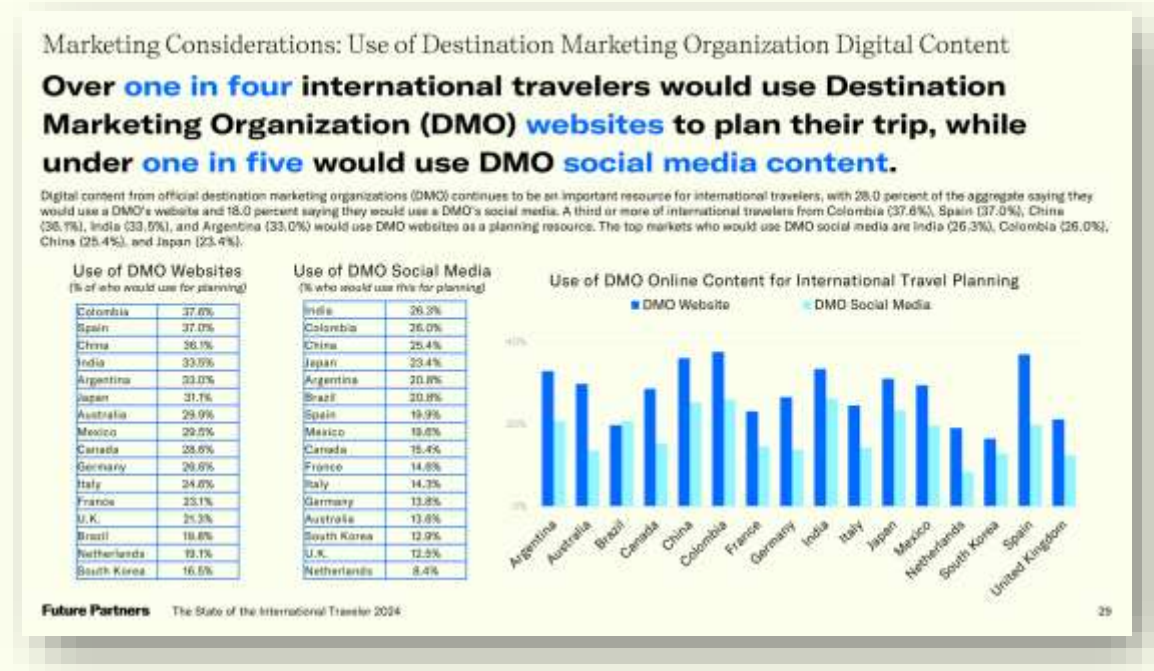 Marketing Considerations: Use of Destination Marketing Organization Digital Content
Over one in four international travelers would use Destination
Marketing Organization (DMO) websites to plan their trip, while
under one in five would use DMO social media content.
Digital content from official destination marketing organizations (DMO) continues to be an important resource for international travelers, with 28.0 percent of the aggregate saying they
would use a DMO's website and 18.0 percent saying they would use a DMO's social media. A third or more of international travelers from Colombia (37.6%), Spain (37.0%), China
(36.1%), India (33.5%), and Argentina (33.0%) would use DMO websites as a planning resource. The top markets who would use DMO social media are India (26.3%), Colombia (26.0%),
China (25.4%), and Japan (23.4%).
Use of DMO Websites
(% of who would use for planning)
Colombia 37.6%
Spain 37.0%
China 36.1%
India 33.5%
Argentina 33.0%
Japan 31.1%
Australia 29.9%
Mexico 29.5%
Canada 28.6%
Germany 26.6%
Italy 24.6%
France 23.1%
U.K. 21.3%
Brazil
Netherlands 19.1%
South Korea 16.5%
Use of DMO Social Media
(% who would use this for planning)
India 26.3%
Colombia 26.0%
China 25.4%
Japan 23.4%
Argentina 20.8%
Brazil 20.8%
Spain 19.9%
Mexico 19.6%
Canada 15.4%
France 14.6%
Italy 14.3%
Germany 13.8%
Australia 13.6%
South Korea 12.9%
U.K. 12.5%
Netherlands 8.4%
Use of DMO Online Content for International Travel Planning
DMO Website DMO Social Media
40%
20%
0%
Argentina
Australia
Brazil
Canada
China
Colombia
France
Germany
India
Italy
Japan
Mexico
Netherlands
South Korea
Spain
United Kingdom
Future Partners The State of the International Traveler 2024 29